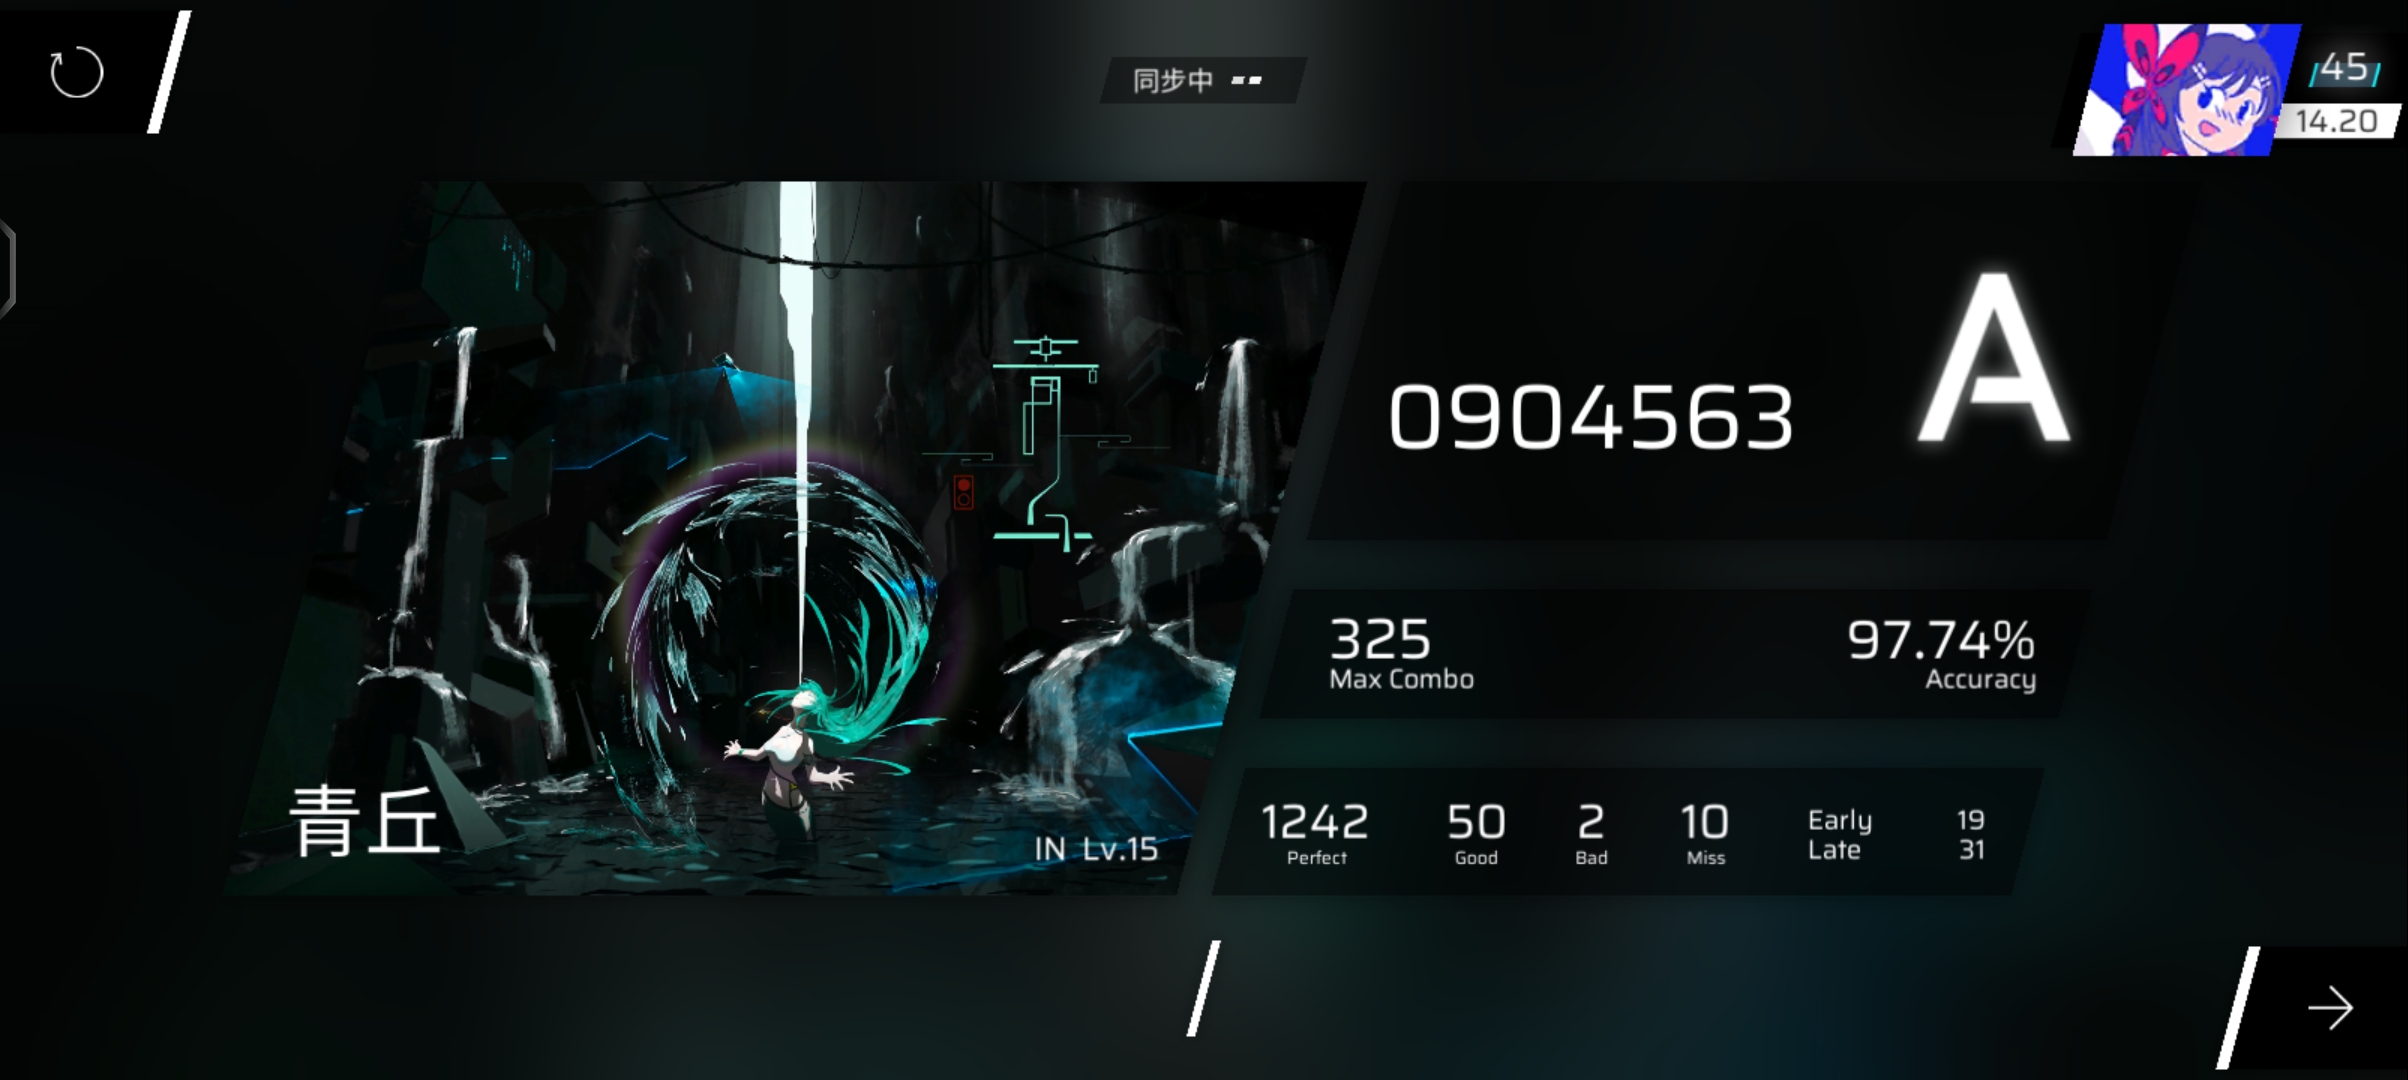 同步中
45
14.20
A
0904563
325
Max Combo
97.74%
Accuracy
青丘
IN Lv.15
1242
Perfect
50
Good
2
Bad
10
Miss
Early 19
Late 31